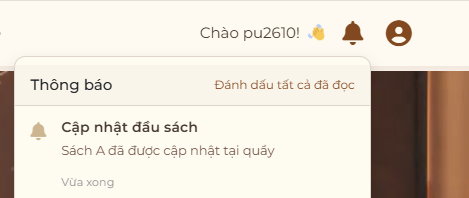 Chào pu2610! 👋
Thông báo
Đánh dấu tất cả đã đọc
Cập nhật đầu sách
Sách A đã được cập nhật tại quầy
Vừa xong